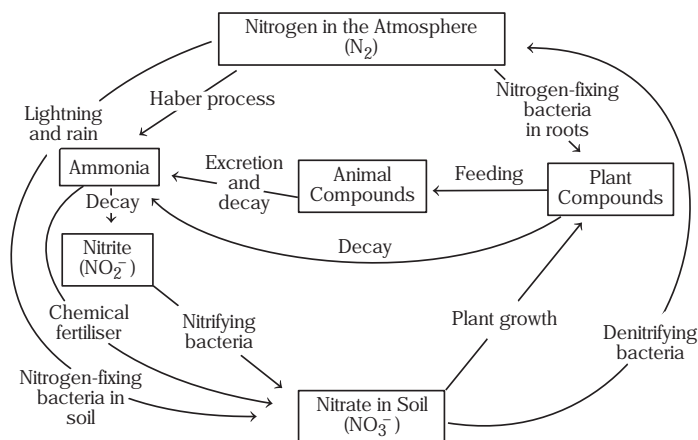 Nitrogen in the Atmosphere
(N₂)
Lightning
and rain
Haber process
Nitrogen-fixing
bacteria
in roots
Ammonia
Excretion
and
decay
Animal
Compounds
Feeding
Plant
Compounds
Decay
Nitrite
(NO₂⁻)
Decay
Chemical
fertiliser
Nitrifying
bacteria
Plant growth
Denitrifying
bacteria
Nitrogen-fixing
bacteria in
soil
Nitrate in Soil
(NO₃⁻)